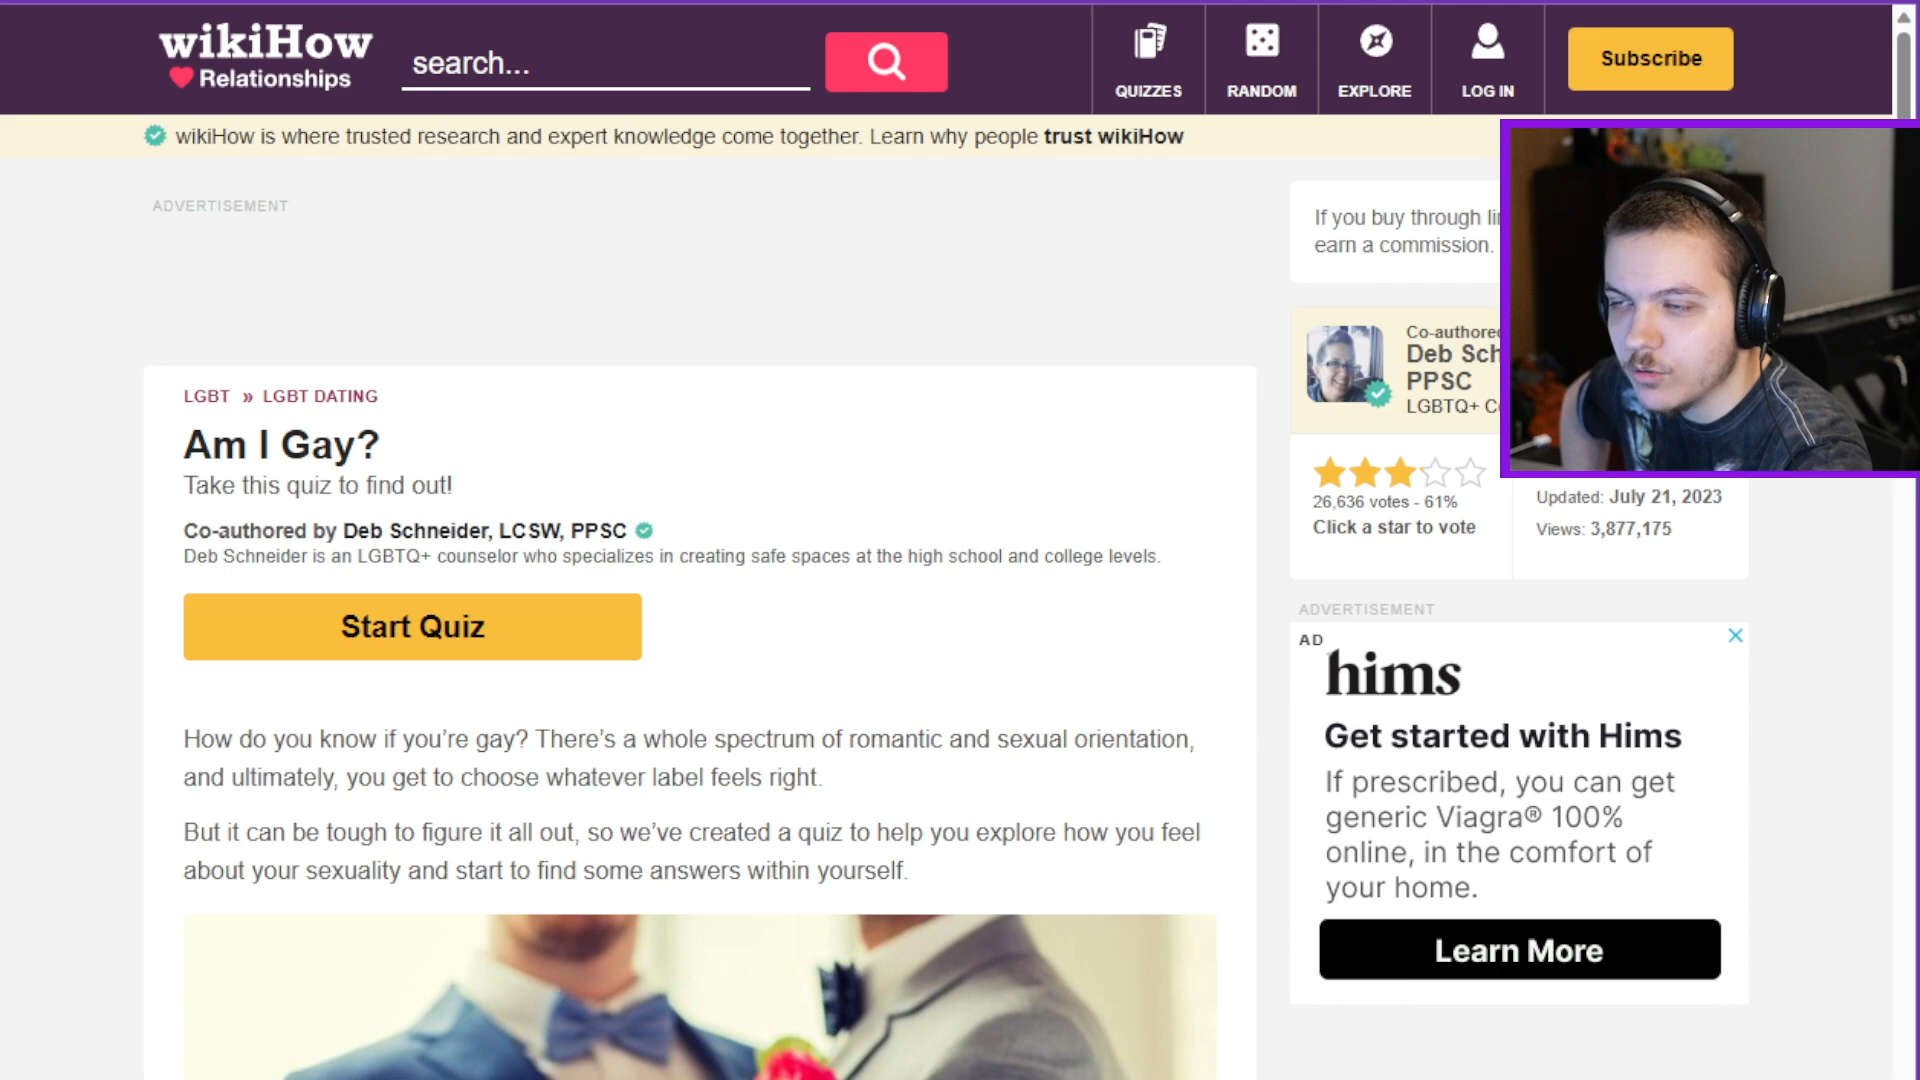 wikiHow
Relationships
search...
QUIZZES
RANDOM
EXPLORE
LOG IN
Subscribe
wikiHow is where trusted research and expert knowledge come together. Learn why people trust wikiHow
ADVERTISEMENT
If you buy through
earn a commission.
LGBT » LGBT DATING
Am I Gay?
Take this quiz to find out!
Co-authored by Deb Schneider, LCSW, PPSC
Deb Schneider is an LGBTQ+ counselor who specializes in creating safe spaces at the high school and college levels.
Start Quiz
How do you know if you’re gay? There’s a whole spectrum of romantic and sexual orientation,
and ultimately, you get to choose whatever label feels right.
But it can be tough to figure it all out, so we’ve created a quiz to help you explore how you feel
about your sexuality and start to find some answers within yourself.
Co-authored
Deb
PPSC
LGBTQ+
26,636 votes - 61%
Click a star to vote
Updated: July 21, 2023
Views: 3,877,175
ADVERTISEMENT
AD
hims
Get started with Hims
If prescribed, you can get
generic Viagra® 100%
online, in the comfort of
your home.
Learn More